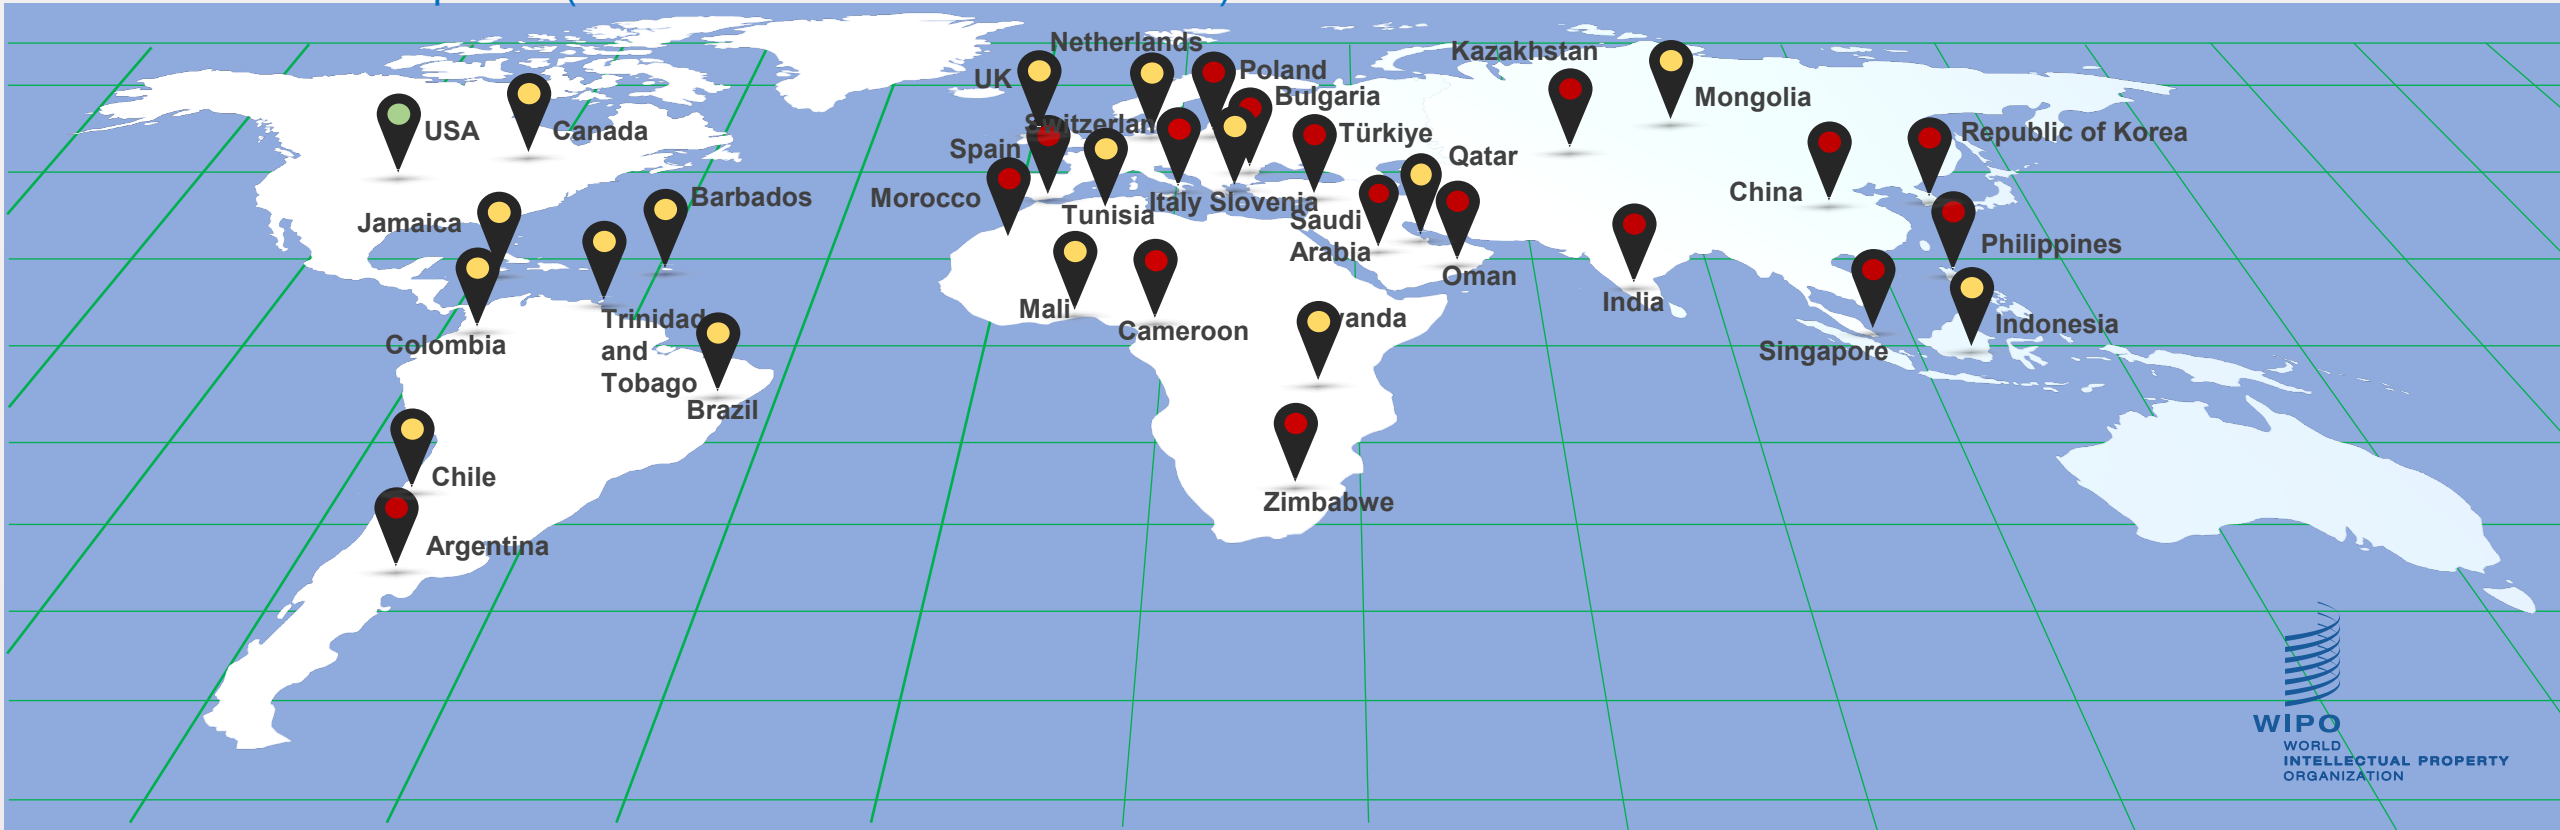 Netherlands
Kazakhstan
UK
Poland
Bulgaria
Mongolia
USA
Canada
Switzerlan
Türkiye
Republic of Korea
Spain
Qatar
Morocco
Barbados
China
Jamaica
Tunisia
Italy
Slovenia
Saudi
Arabia
Philippines
Oman
Mali
India
Cameroon
Trinidad
and
Tobago
Colombia
Indonesia
Singapore
Brazil
Chile
Zimbabwe
Argentina
WIPO
WORLD
INTELLECTUAL PROPERTY
ORGANIZATION